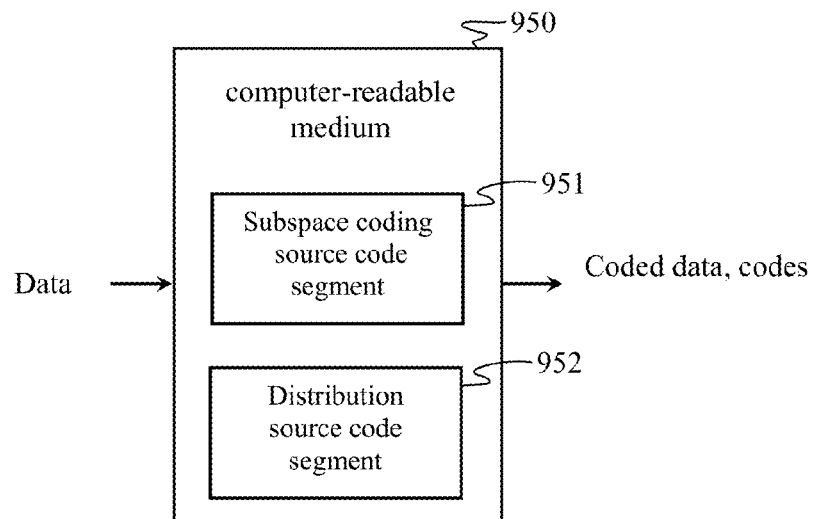 950
computer-readable
medium
951
Subspace coding
source code
segment
Data
Coded data, codes
952
Distribution
source code
segment